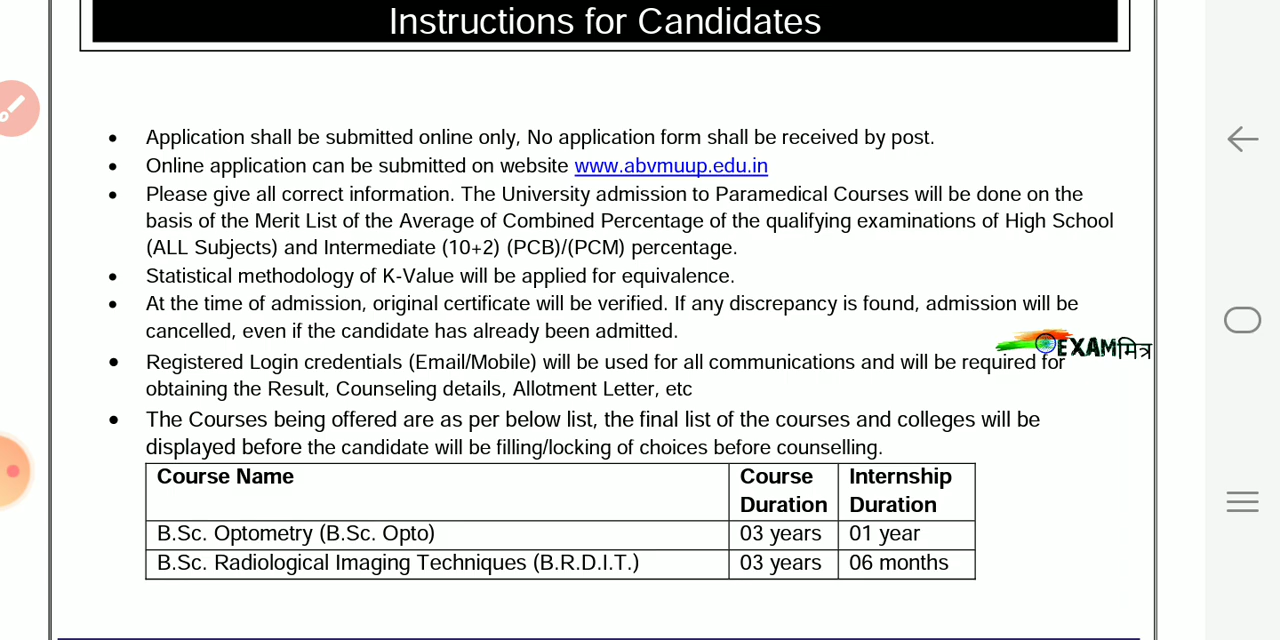 Instructions for Candidates
• Application shall be submitted online only, No application form shall be received by post.
• Online application can be submitted on website www.abvmuup.edu.in
• Please give all correct information. The University admission to Paramedical Courses will be done on the
basis of the Merit List of the Average of Combined Percentage of the qualifying examinations of High School
(ALL Subjects) and Intermediate (10+2) (PCB)/(PCM) percentage.
• Statistical methodology of K-Value will be applied for equivalence.
• At the time of admission, original certificate will be verified. If any discrepancy is found, admission will be
cancelled, even if the candidate has already been admitted.
EXAMमित्र
• Registered Login credentials (Email/Mobile) will be used for all communications and will be required for
obtaining the Result, Counseling details, Allotment Letter, etc
• The Courses being offered are as per below list, the final list of the courses and colleges will be
displayed before the candidate will be filling/locking of choices before counselling.
Course Name Course Internship
Duration Duration
B.Sc. Optometry (B.Sc. Opto) 03 years 01 year
B.Sc. Radiological Imaging Techniques (B.R.D.I.T.) 03 years 06 months